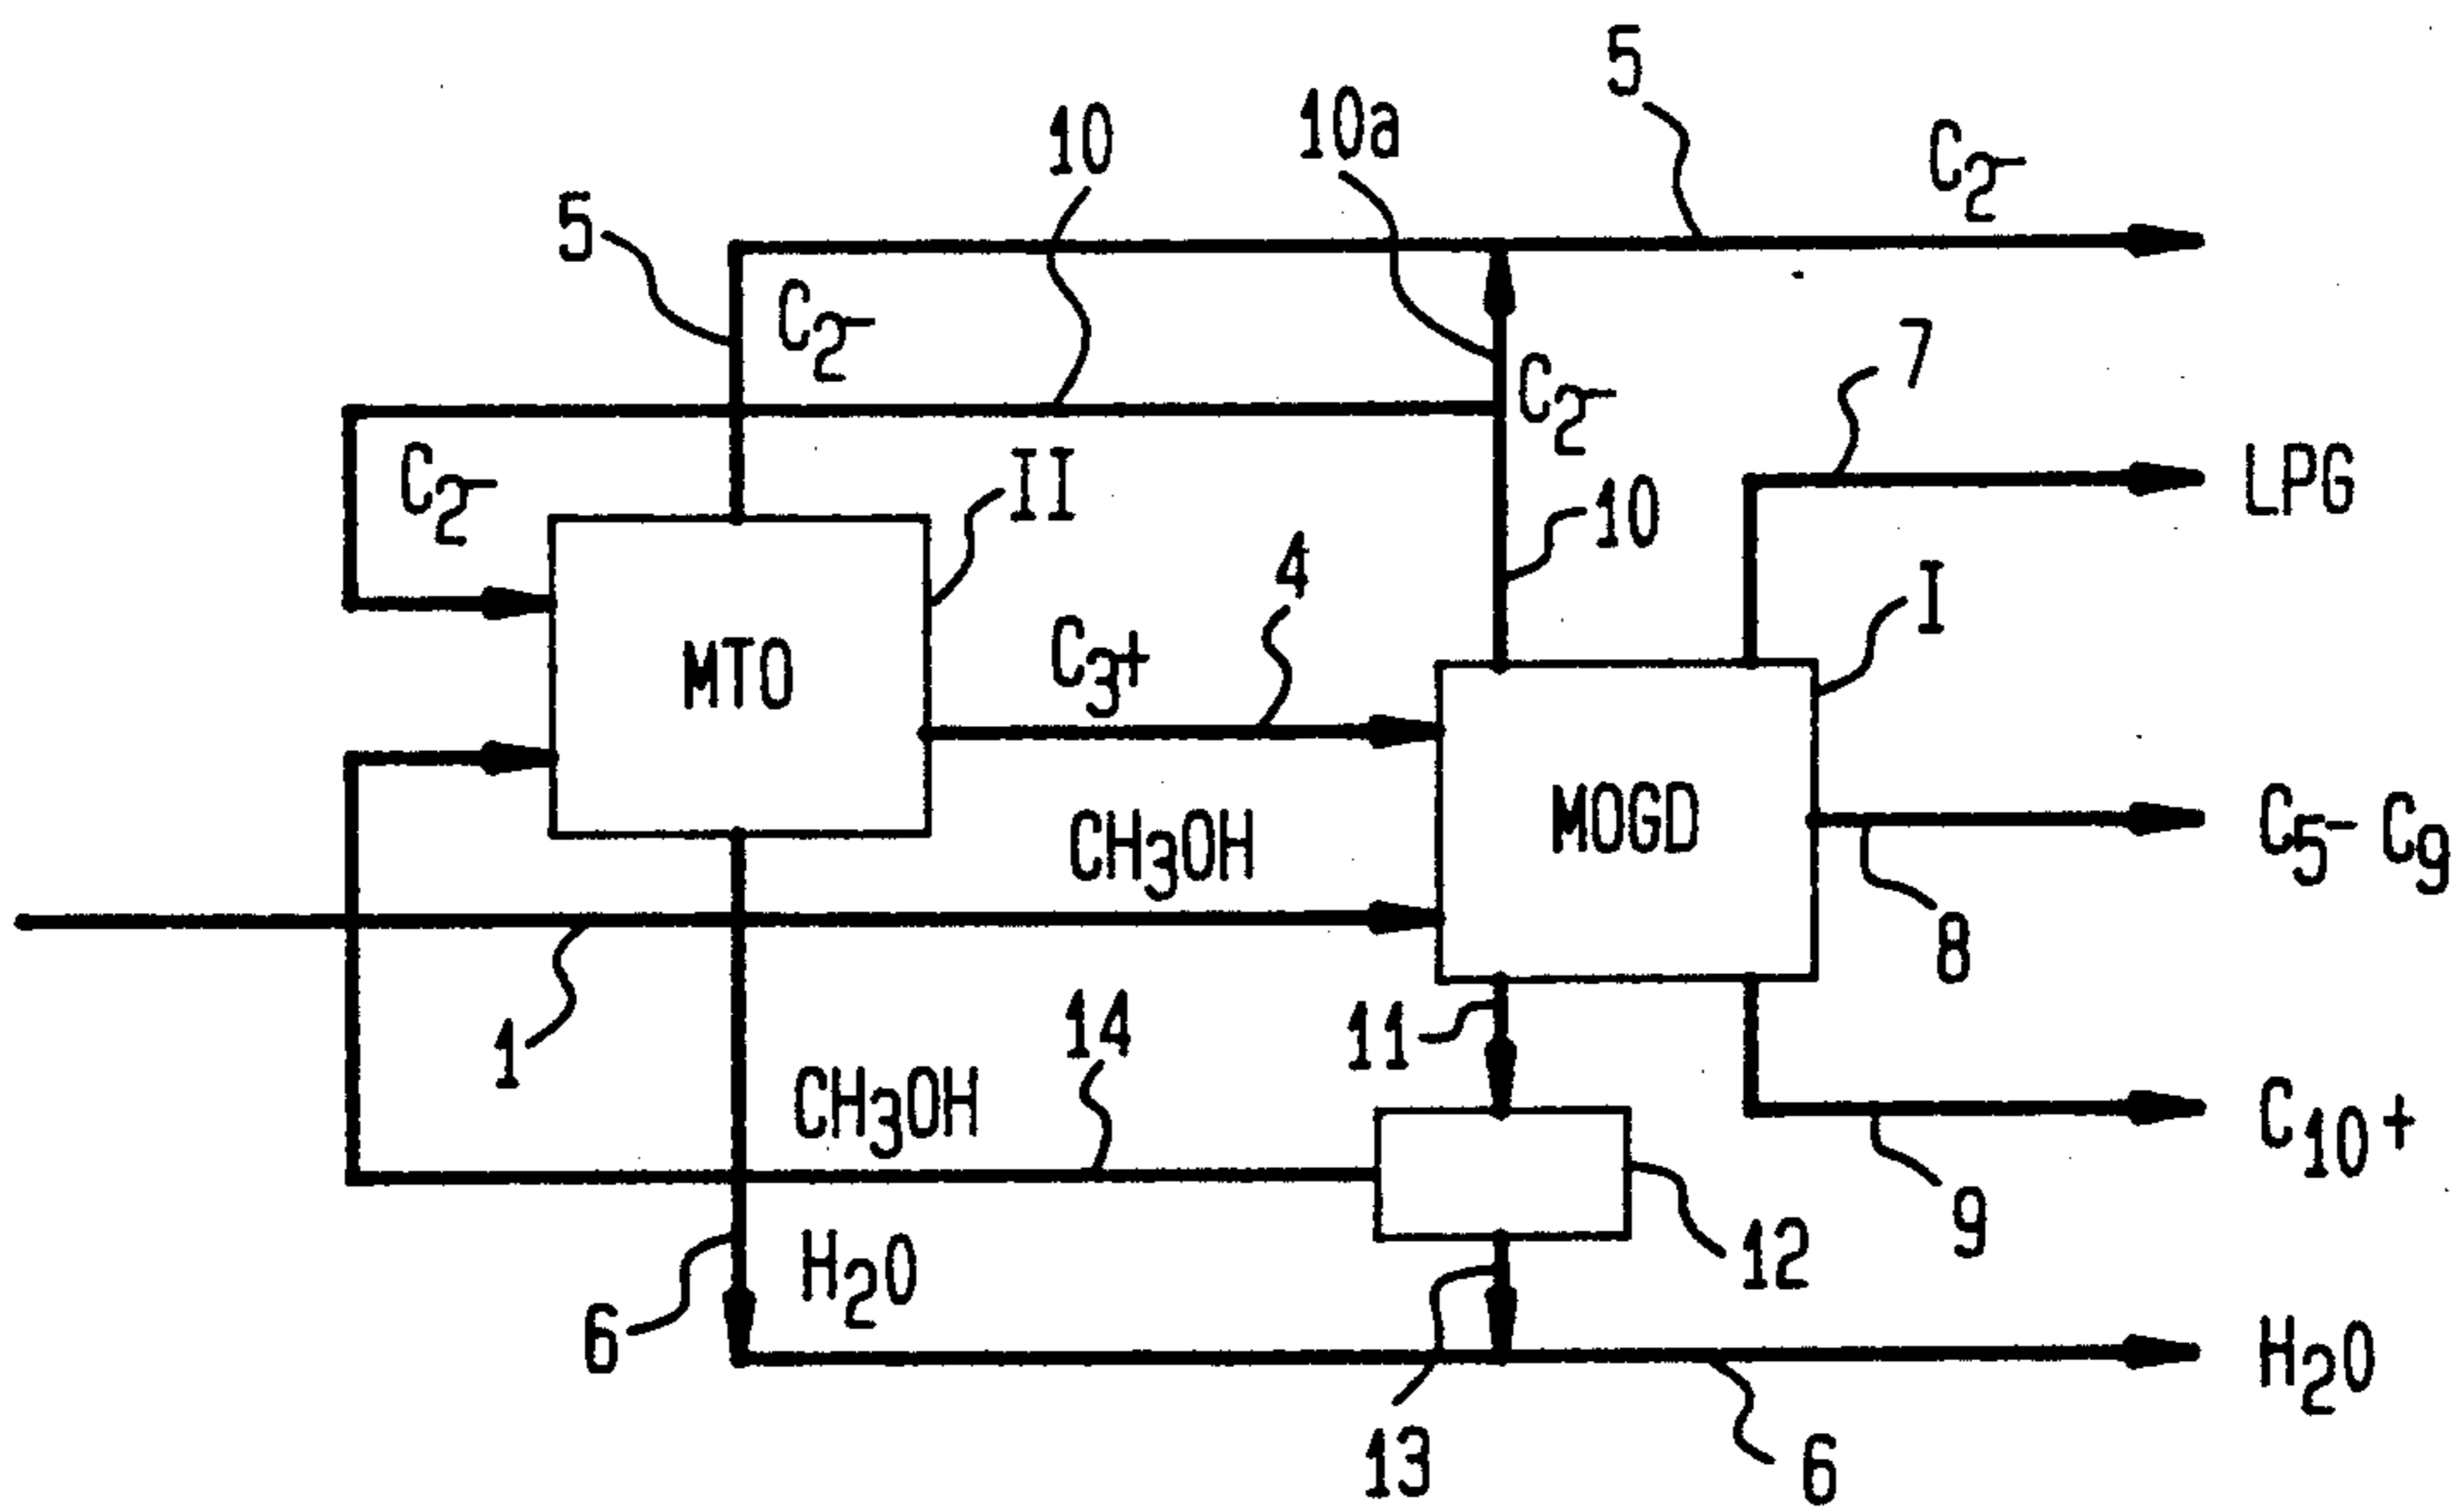 5
10
10a
C2-
5
C2-
7
C2-
C2-
II
10
LPG
4
I
C3+
MTO
MOGD
C5-C9
CH3OH
8
1
14
11
CH3OH
C10+
9
12
H2O
6
H2O
13
6